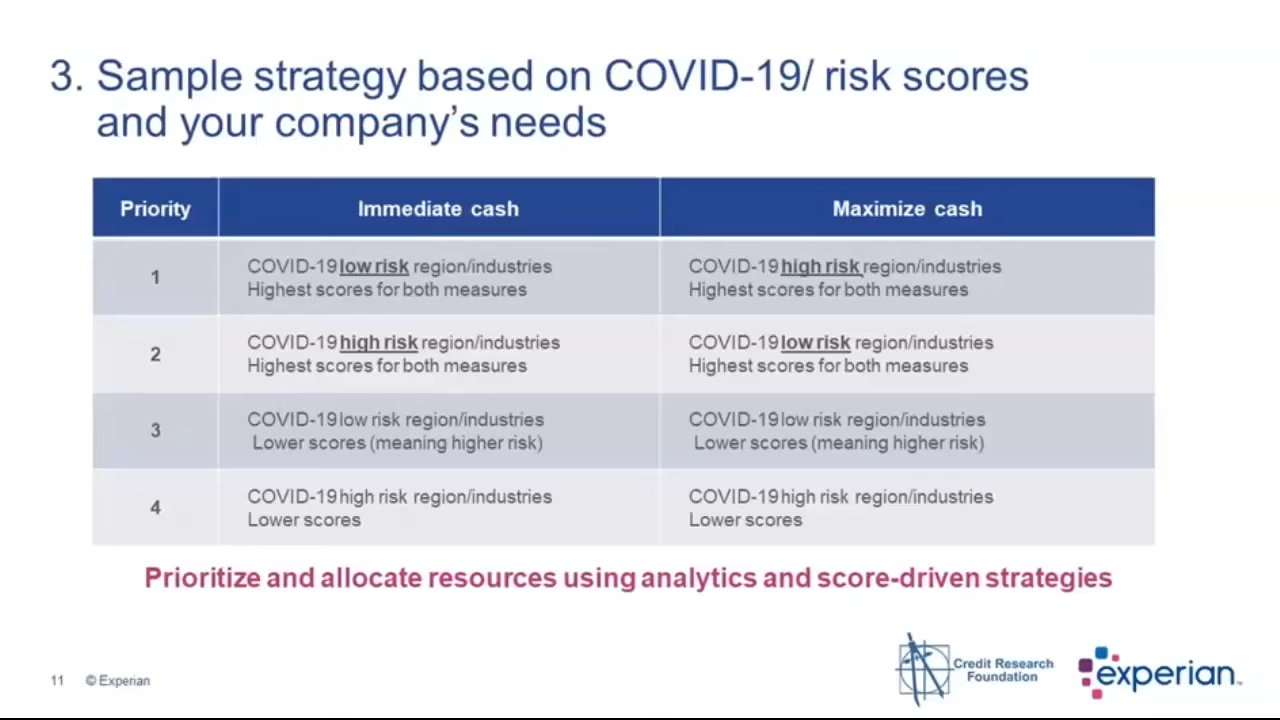 3. Sample strategy based on COVID-19/ risk scores
and your company's needs
Priority
Immediate cash
Maximize cash
1
COVID-19 low risk region/industries
Highest scores for both measures
COVID-19 high risk region/industries
Highest scores for both measures
2
COVID-19 high risk region/industries
Highest scores for both measures
COVID-19 low risk region/industries
Highest scores for both measures
3
COVID-19 low risk region/industries
Lower scores (meaning higher risk)
COVID-19 low risk region/industries
Lower scores (meaning higher risk)
4
COVID-19 high risk region/industries
Lower scores
COVID-19 high risk region/industries
Lower scores
Prioritize and allocate resources using analytics and score-driven strategies
11 © Experian
Credit Research
Foundation
experian™